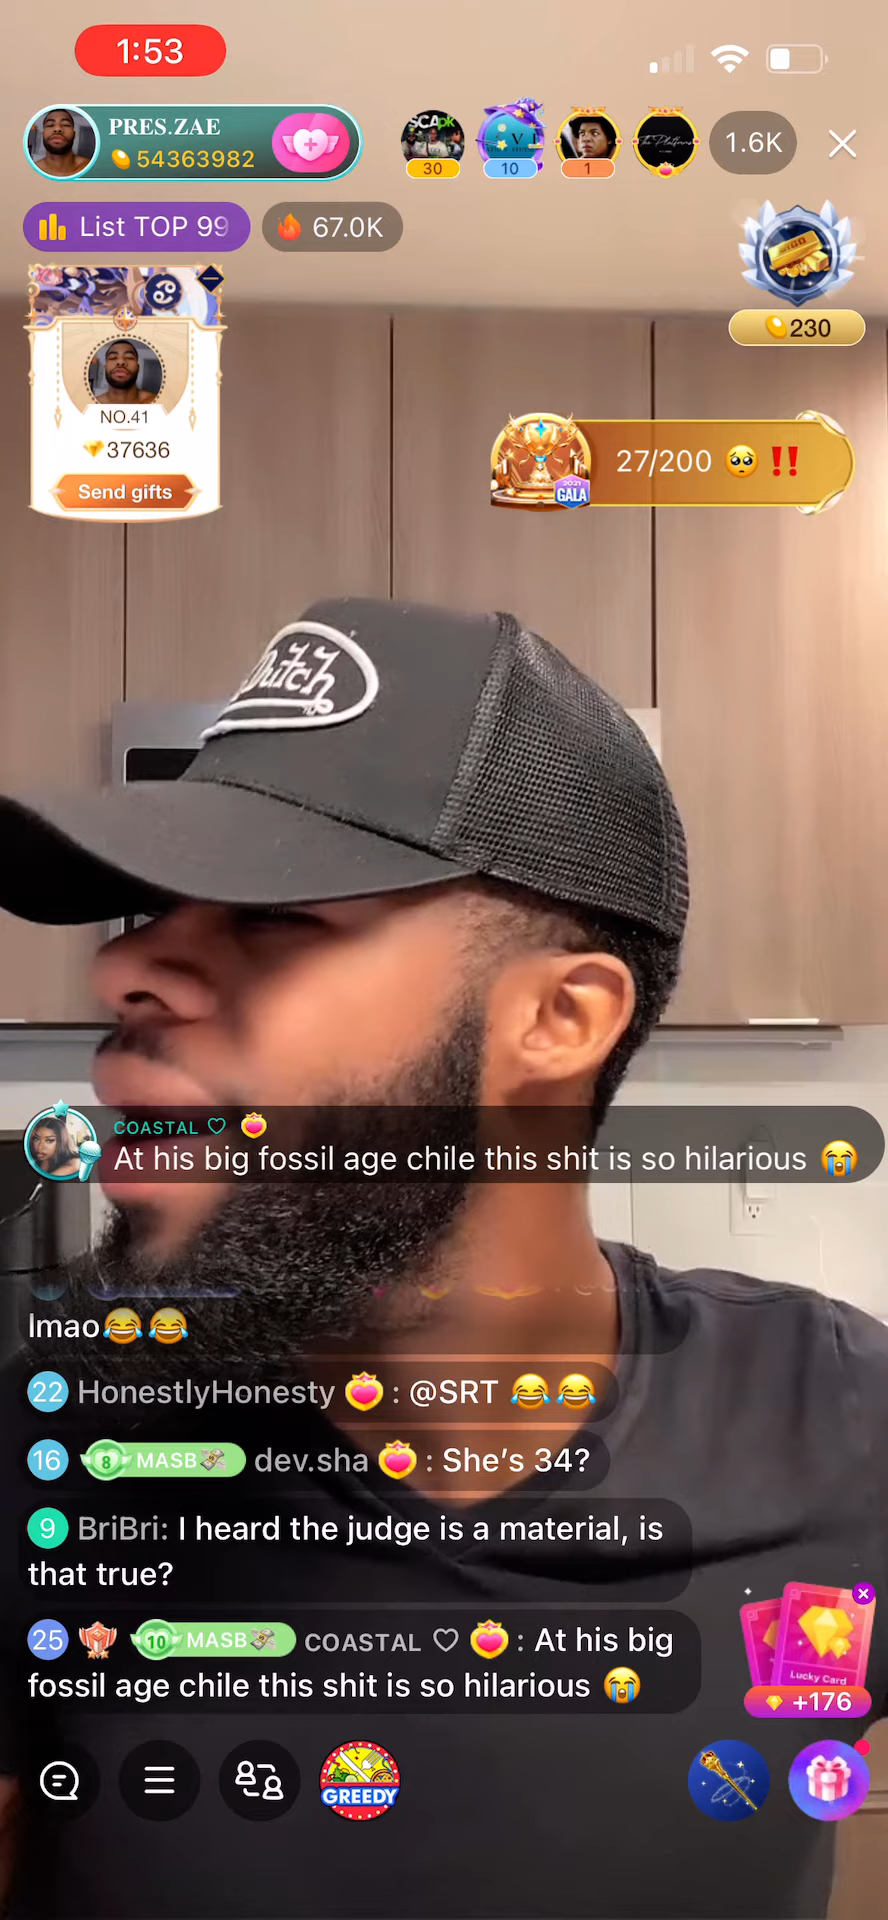 1:53
PRES.ZAE
54363982
30
10
1
1.6K
List TOP 99
67.0K
230
NO.41
37636
Send gifts
27/200 🥺 ‼️
2021
GALA
Dutch
COASTAL ♡
At his big fossil age chile this shit is so hilarious 😭
lmao😂😂
22 HonestlyHonesty : @SRT 😂😂
16 8 MASB💸 dev.sha : She's 34?
9 BriBri: I heard the judge is a material, is
that true?
25 10 MASB💸 COASTAL ♡ : At his big
fossil age chile this shit is so hilarious 😭
Lucky Card
+176
GREEDY